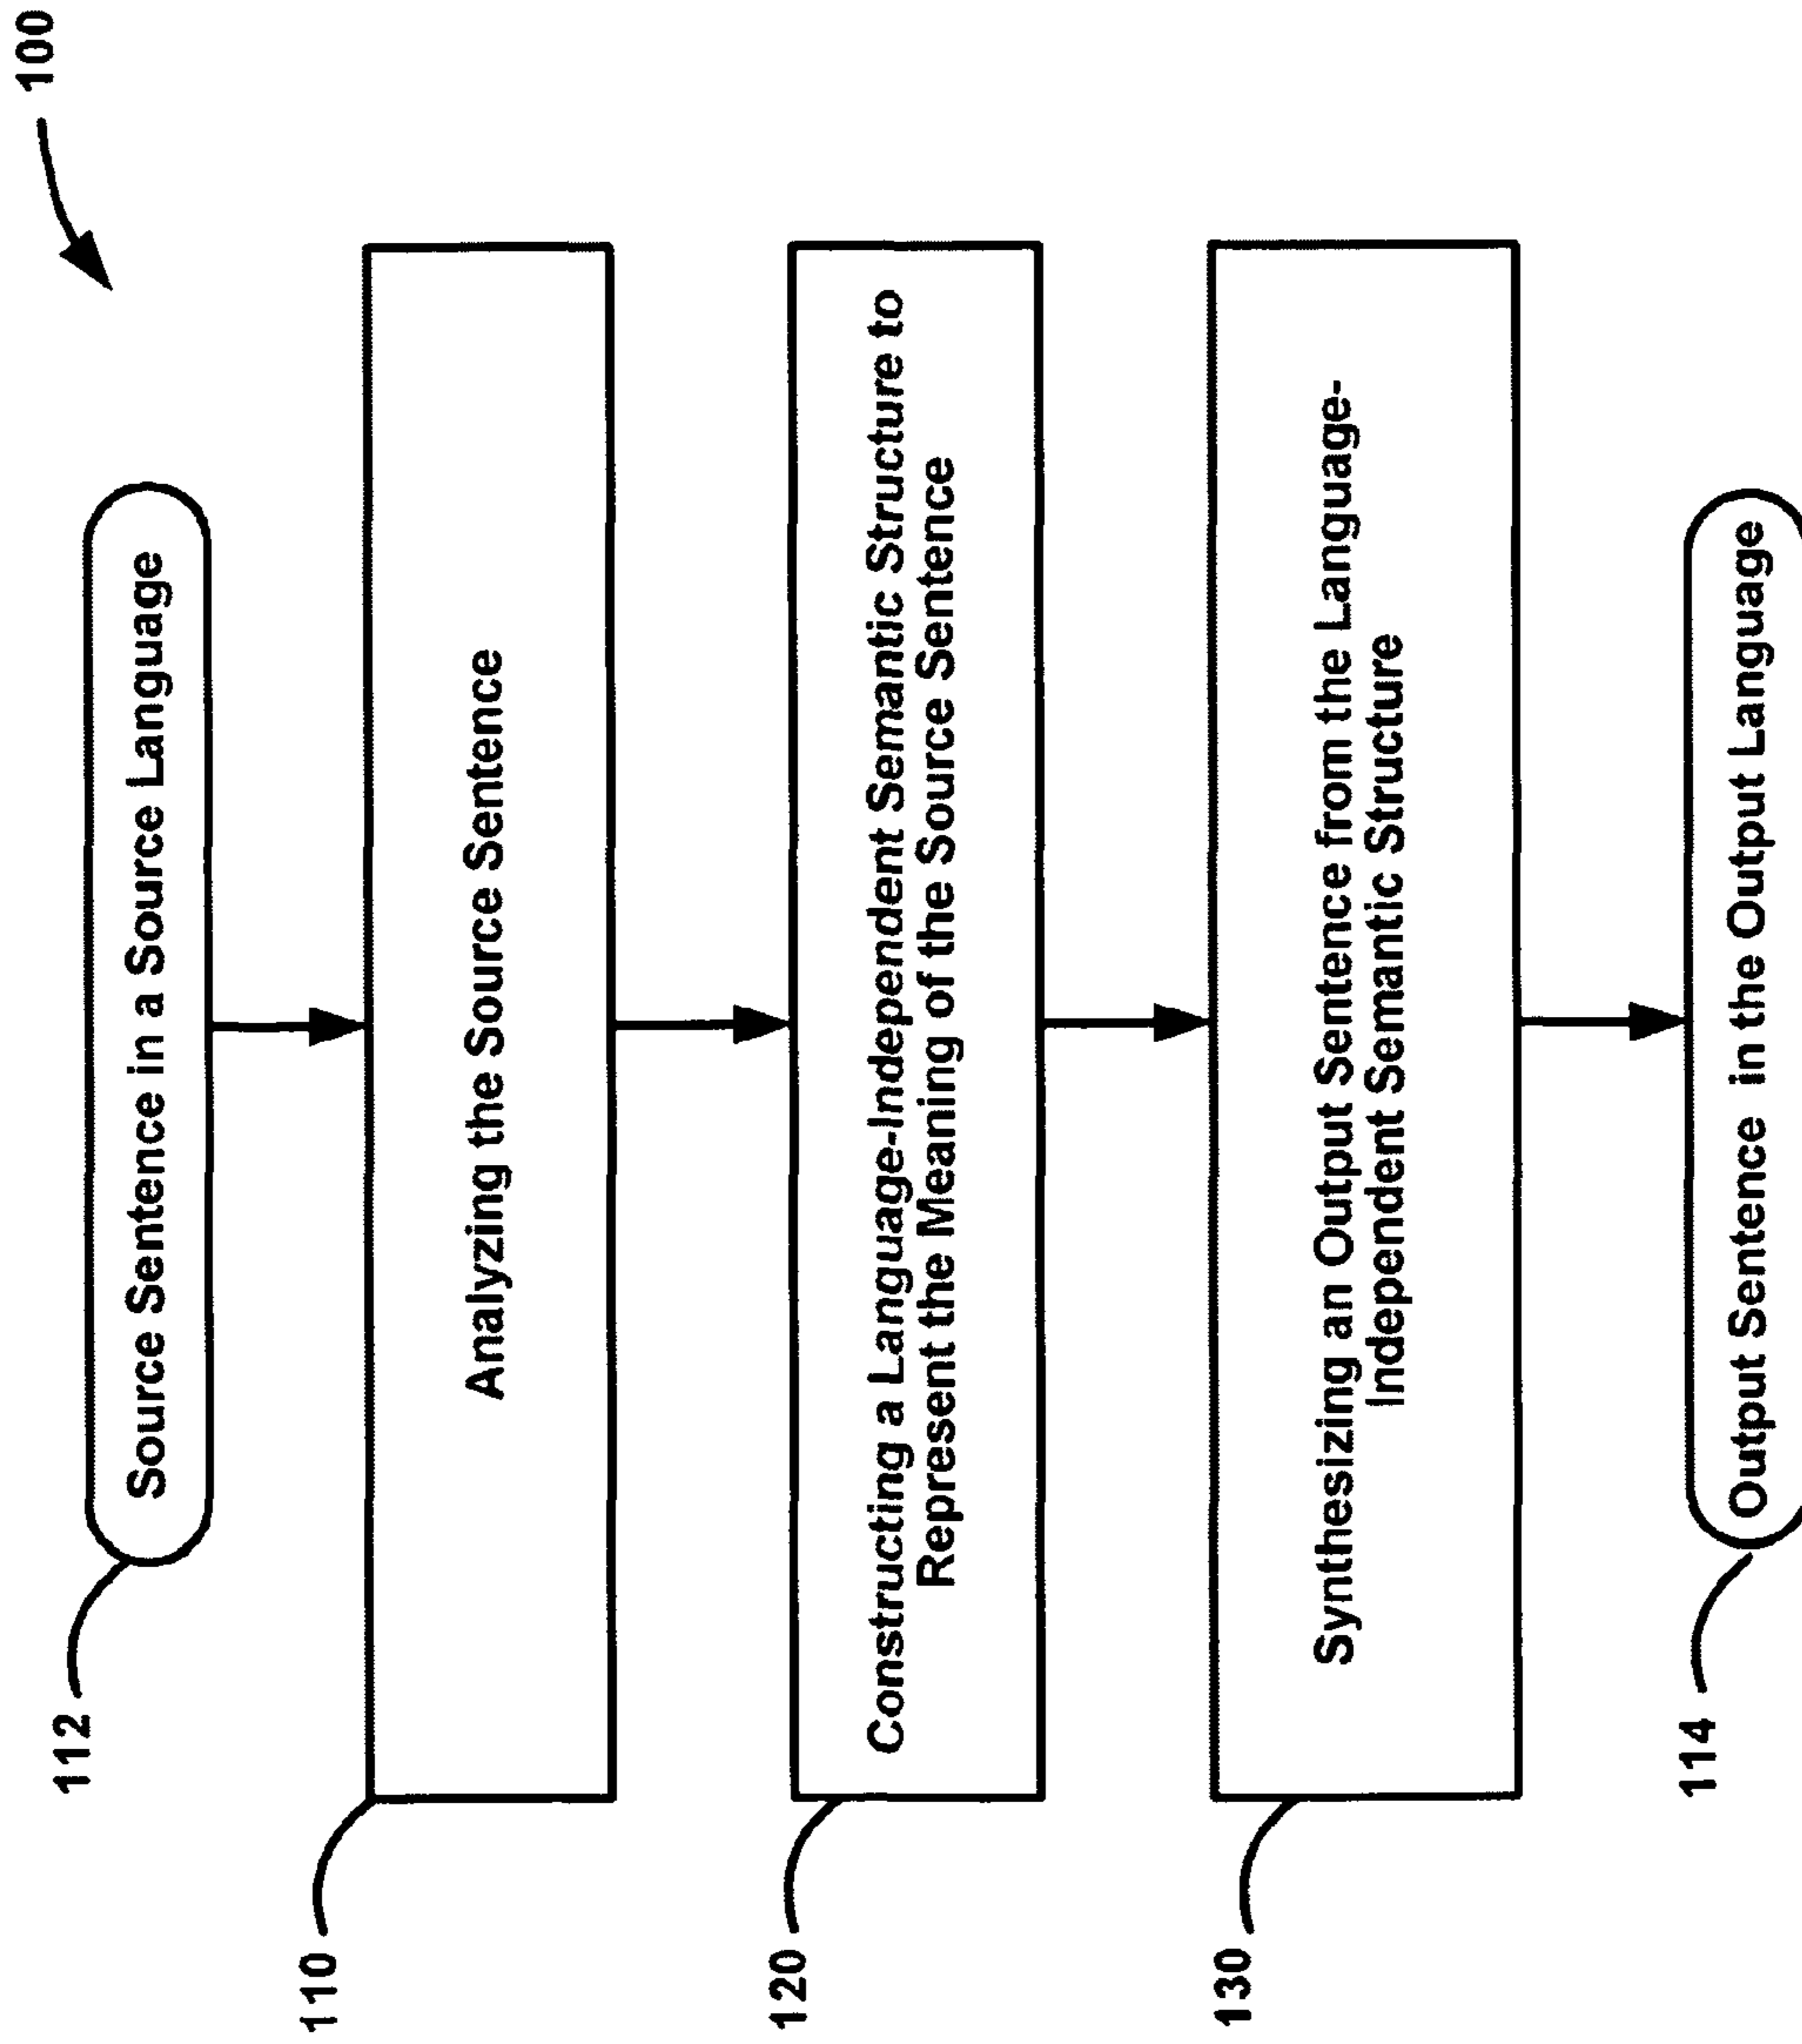 100
112
Source Sentence in a Source Language
110
Analyzing the Source Sentence
120
Constructing a Language-Independent Semantic Structure to
Represent the Meaning of the Source Sentence
130
Synthesizing an Output Sentence from the Language-
Independent Semantic Structure
114
Output Sentence in the Output Language